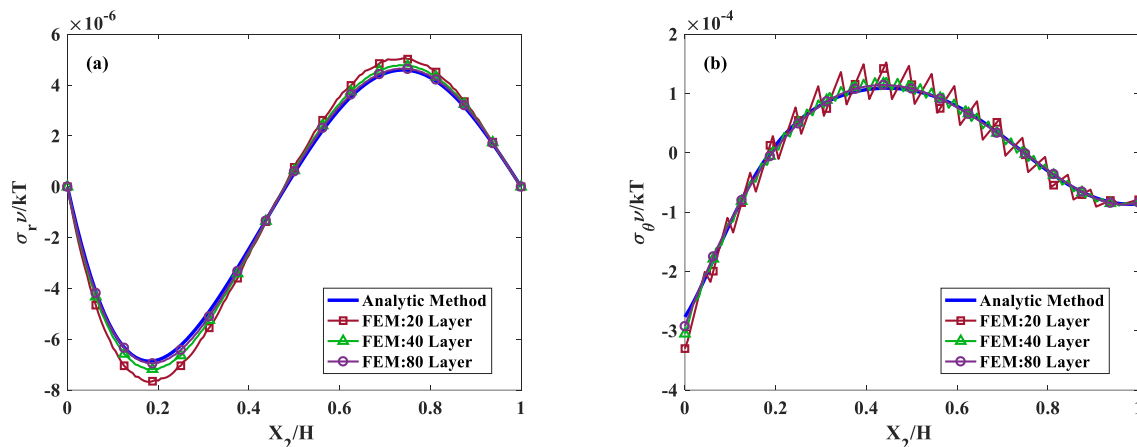 ×10⁻⁶
6
4
2
0
-2
-4
-6
-8
σᵣν/kT
(a)
Analytic Method
FEM:20 Layer
FEM:40 Layer
FEM:80 Layer
0 0.2 0.4 0.6 0.8 1
X₂/H
×10⁻⁴
2
1
0
-1
-2
-3
-4
σ_θν/kT
(b)
Analytic Method
FEM:20 Layer
FEM:40 Layer
FEM:80 Layer
0 0.2 0.4 0.6 0.8 1
X₂/H